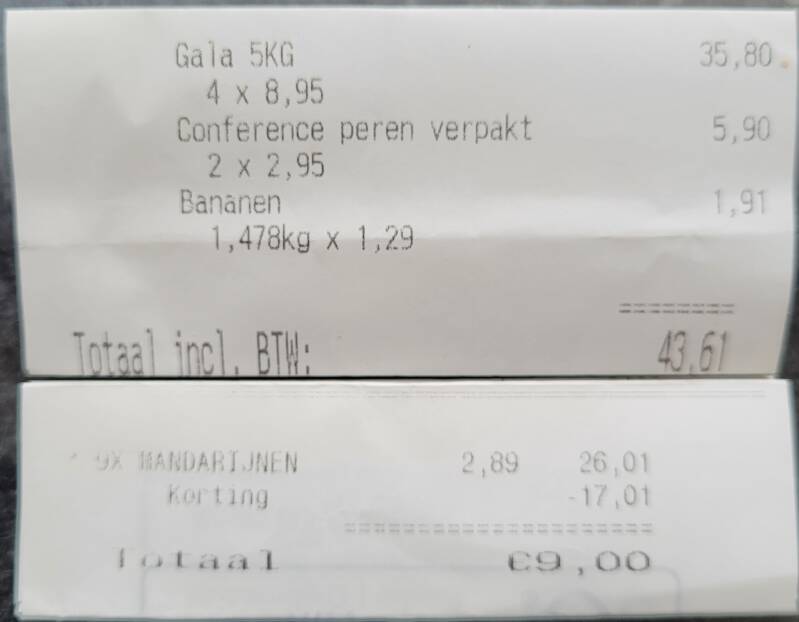 Gala 5KG 35,80
4 x 8,95
Conference peren verpakt 5,90
2 x 2,95
Bananen 1,91
1,478kg x 1,29
==========
Totaal incl. BTW: 43,61
* 9X MANDARIJNEN 2,89 26,01
Korting -17,01
=====================
Totaal €9,00